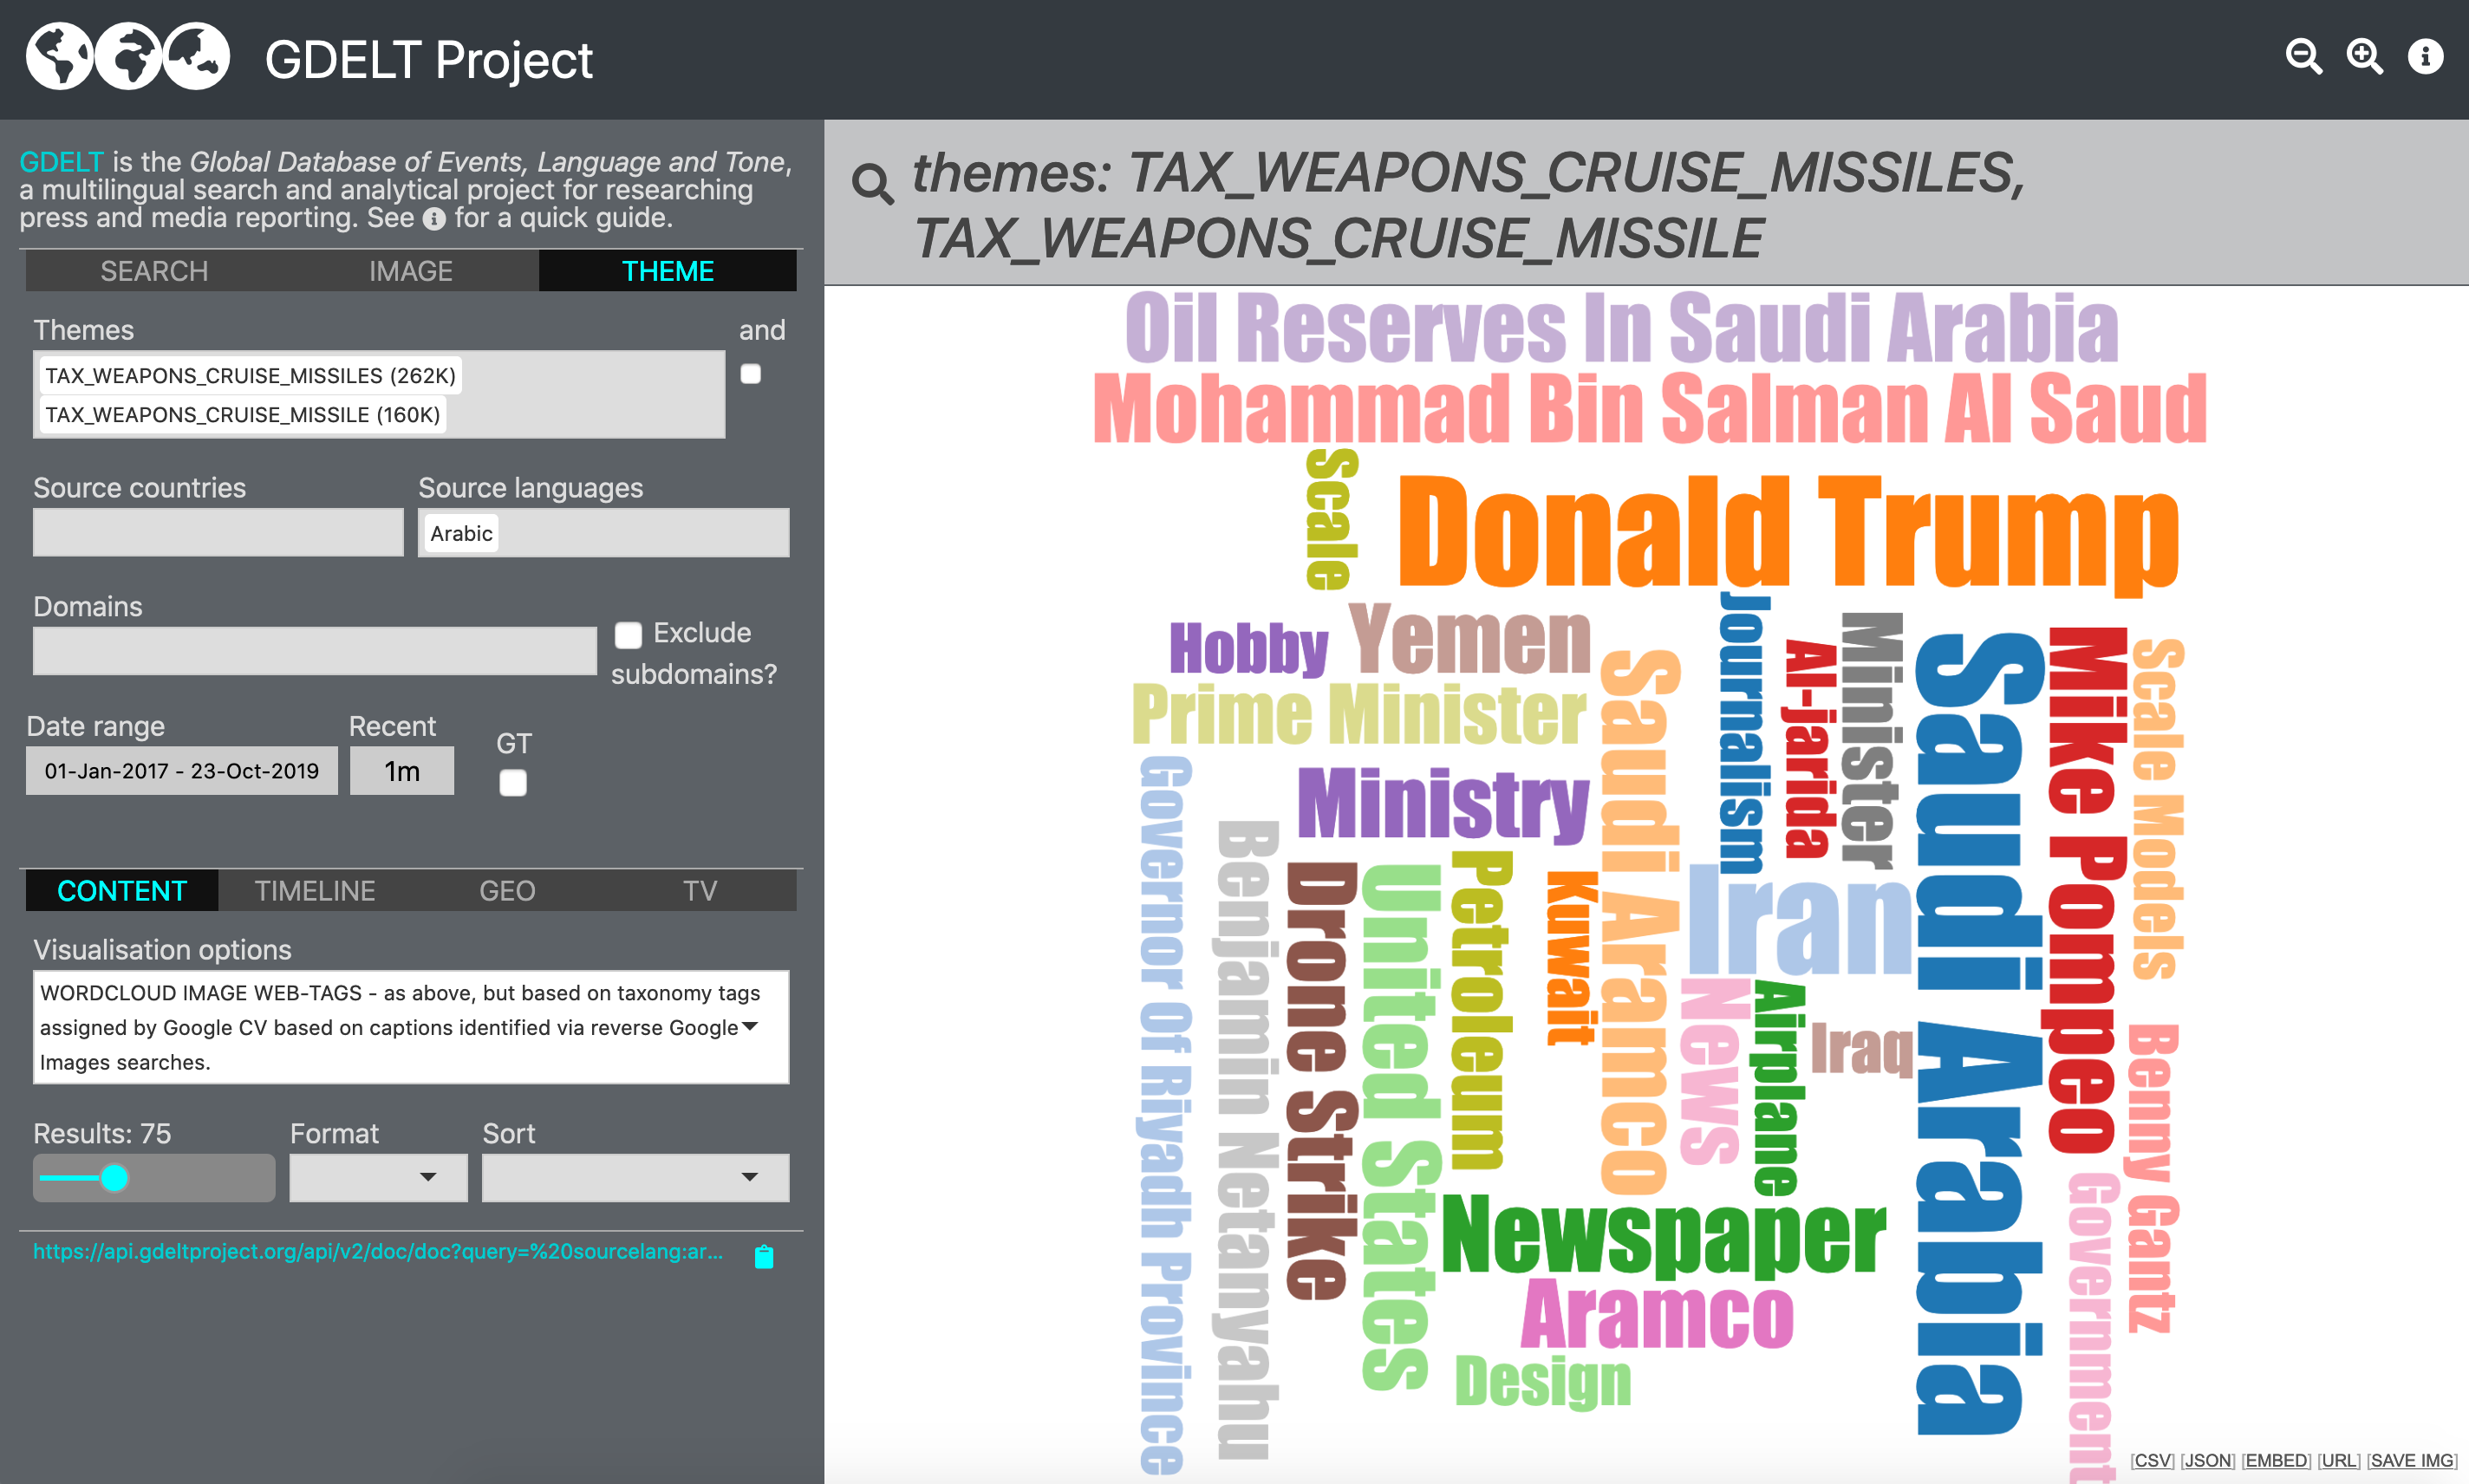 GDELT Project
GDELT is the Global Database of Events, Language and Tone,
a multilingual search and analytical project for researching
press and media reporting. See i for a quick guide.
SEARCH IMAGE THEME
Themes and
TAX_WEAPONS_CRUISE_MISSILES (262K)
TAX_WEAPONS_CRUISE_MISSILE (160K)
Source countries Source languages
Arabic
Domains
Exclude
subdomains?
Date range Recent GT
01-Jan-2017 - 23-Oct-2019 1m
CONTENT TIMELINE GEO TV
Visualisation options
WORDCLOUD IMAGE WEB-TAGS - as above, but based on taxonomy tags
assigned by Google CV based on captions identified via reverse Google
Images searches.
Results: 75 Format Sort
https://api.gdeltproject.org/api/v2/doc/doc?query=%20sourcelang:ar...
themes: TAX_WEAPONS_CRUISE_MISSILES,
TAX_WEAPONS_CRUISE_MISSILE
Oil Reserves In Saudi Arabia
Mohammad Bin Salman Al Saud
Scale
Donald Trump
Hobby
Yemen
Journalism
Al-jarida
Minister
Saudi Arabia
Mike Pompeo
Scale Models
Prime Minister
Saudi Aramco
Governor Of Riyadh Province
Ministry
Benjamin Netanyahu
Drone Strike
United States
Petroleum
Kuwait
Iran
News
Airplane
Iraq
Benny Gantz
Government
Newspaper
Aramco
Design
[CSV] [JSON] [EMBED] [URL] [SAVE IMG]